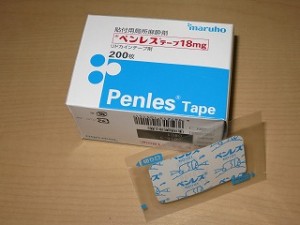 maruho
貼付用局所麻酔剤
ペンレス®テープ18mg
リドカインテープ剤
200枚
Penles® Tape
ペンレス